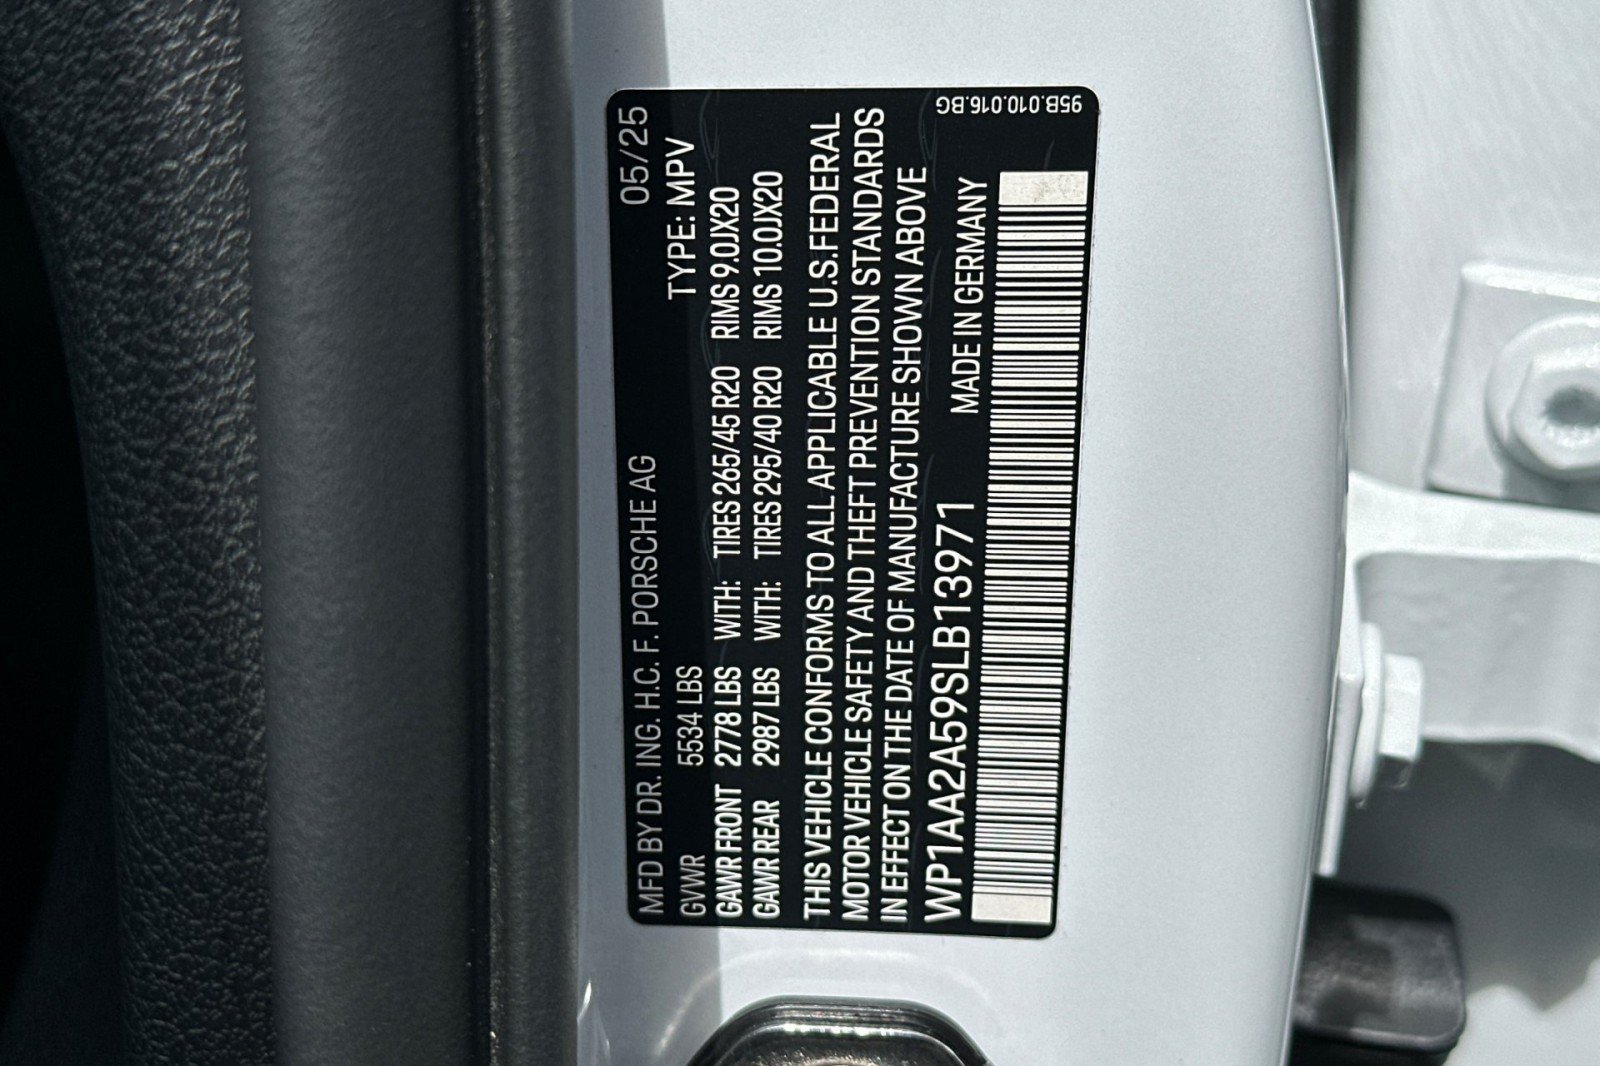 MFD BY DR. ING. H.C. F. PORSCHE AG 05/25
GVWR 5534 LBS TYPE: MPV
GAWR FRONT 2778 LBS WITH: TIRES 265/45 R20 RIMS 9.0JX20
GAWR REAR 2987 LBS WITH: TIRES 295/40 R20 RIMS 10.0JX20
THIS VEHICLE CONFORMS TO ALL APPLICABLE U.S.FEDERAL
MOTOR VEHICLE SAFETY AND THEFT PREVENTION STANDARDS
IN EFFECT ON THE DATE OF MANUFACTURE SHOWN ABOVE
WP1AA2A59SLB13971 MADE IN GERMANY
95B.010.016.BG